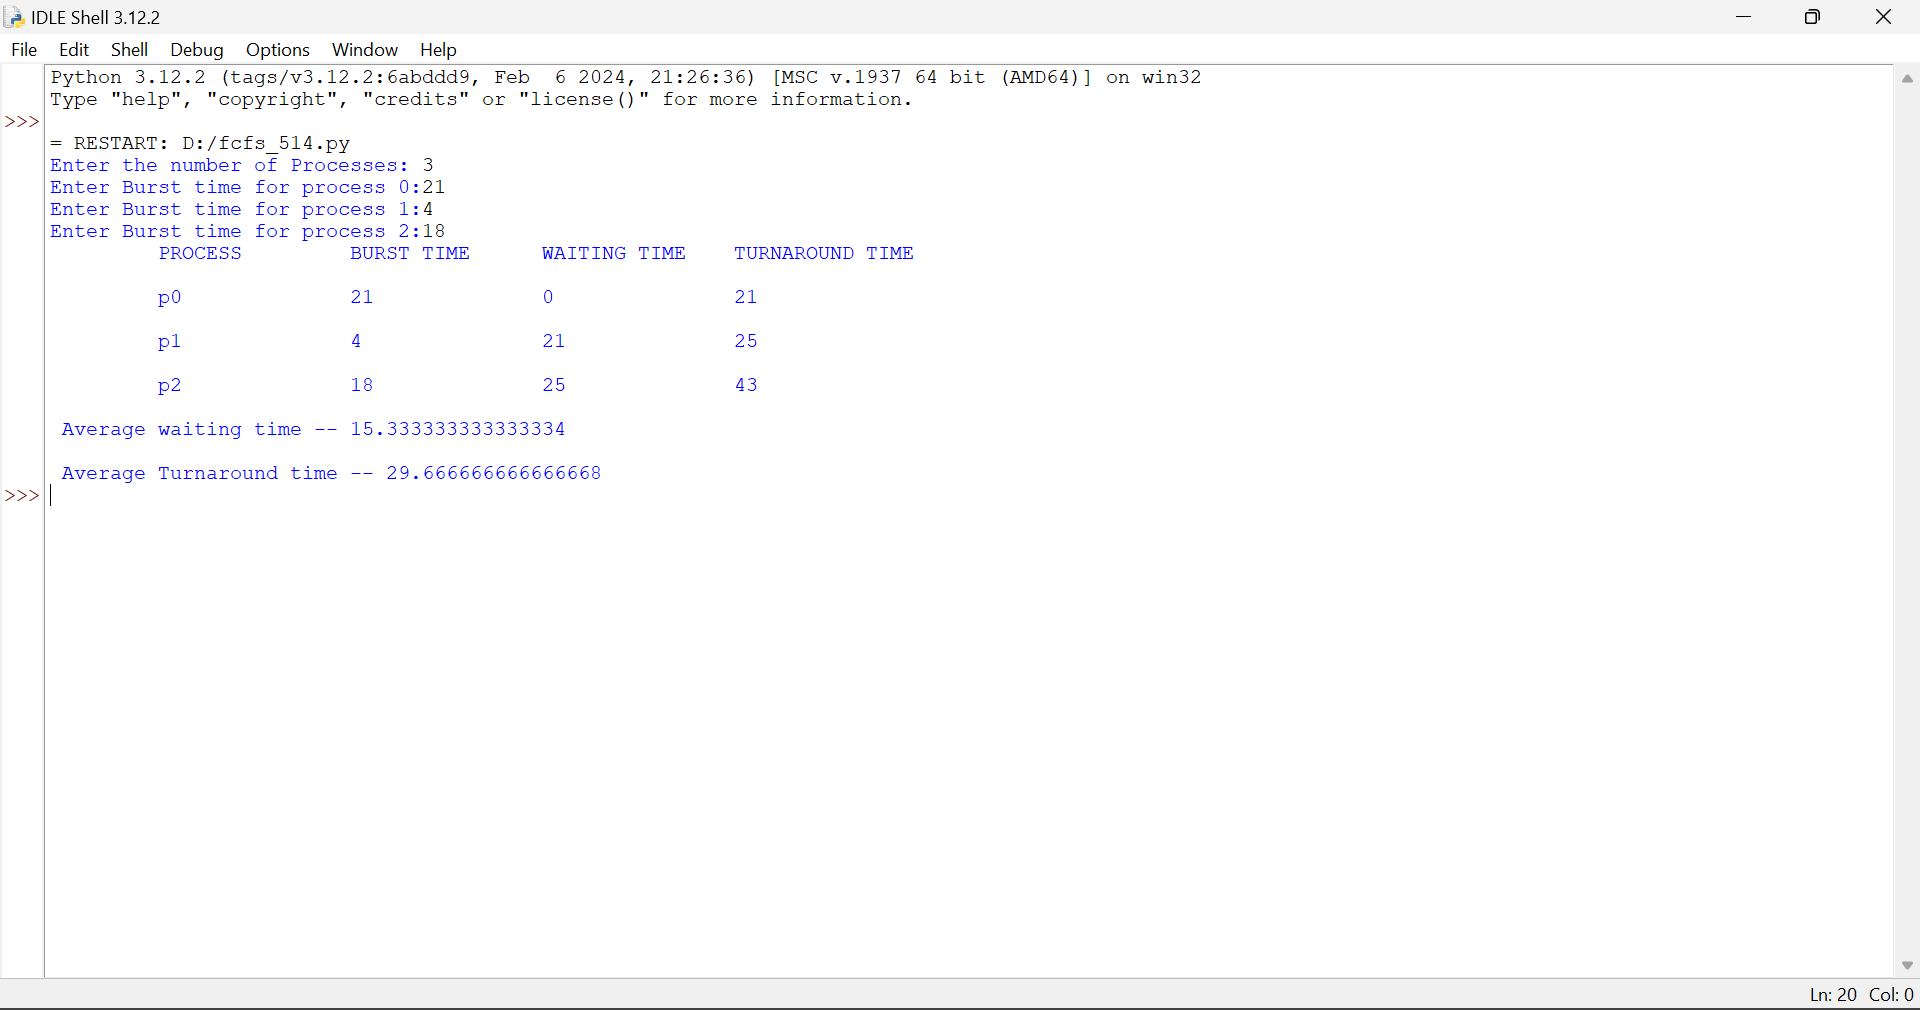 IDLE Shell 3.12.2
File Edit Shell Debug Options Window Help
Python 3.12.2 (tags/v3.12.2:6abddd9, Feb  6 2024, 21:26:36) [MSC v.1937 64 bit (AMD64)] on win32
Type "help", "copyright", "credits" or "license()" for more information.
>>>
= RESTART: D:/fcfs_514.py
Enter the number of Processes: 3
Enter Burst time for process 0:21
Enter Burst time for process 1:4
Enter Burst time for process 2:18
PROCESS BURST TIME WAITING TIME TURNAROUND TIME
p0 21 0 21
p1 4 21 25
p2 18 25 43
Average waiting time -- 15.333333333333334
Average Turnaround time -- 29.666666666666668
>>>
Ln: 20 Col: 0